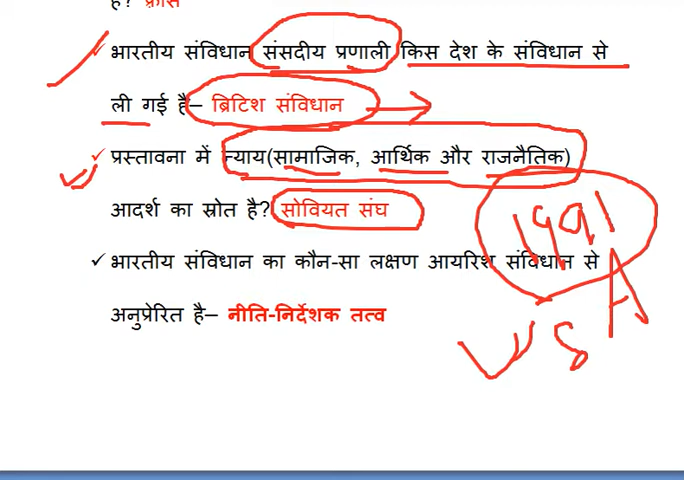 है? फ्रांस
भारतीय संविधान संसदीय प्रणाली किस देश के संविधान से
ली गई है– ब्रिटिश संविधान
प्रस्तावना में न्याय(सामाजिक, आर्थिक और राजनैतिक)
आदर्श का स्रोत है? सोवियत संघ
1991
भारतीय संविधान का कौन-सा लक्षण आयरिश संविधान से
अनुप्रेरित है– नीति-निर्देशक तत्व
USA